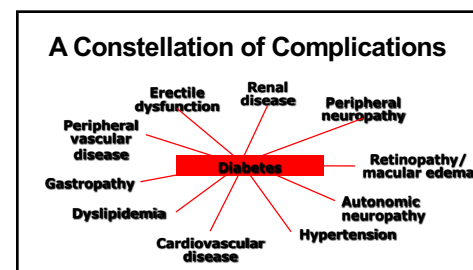 A Constellation of Complications
Erectile
dysfunction
Renal
disease
Peripheral
neuropathy
Peripheral
vascular
disease
Diabetes
Retinopathy/
macular edema
Gastropathy
Autonomic
neuropathy
Dyslipidemia
Hypertension
Cardiovascular
disease